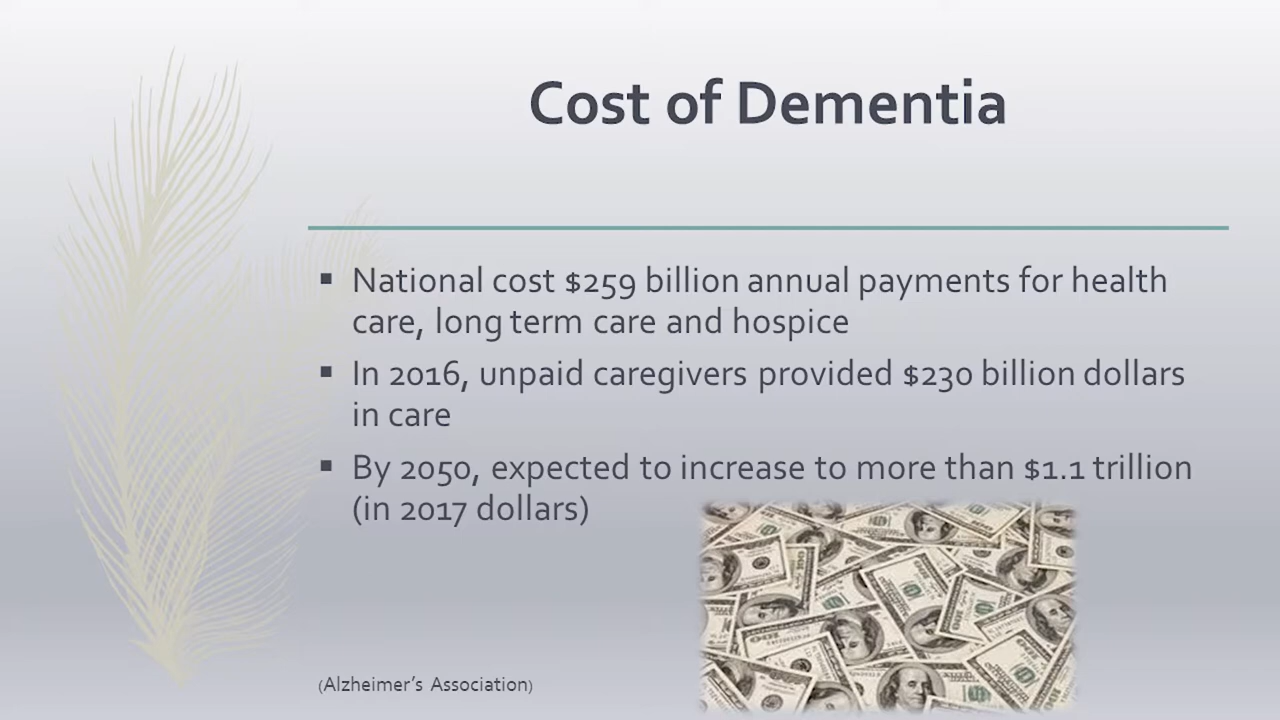 Cost of Dementia
▪ National cost $259 billion annual payments for health
care, long term care and hospice
▪ In 2016, unpaid caregivers provided $230 billion dollars
in care
▪ By 2050, expected to increase to more than $1.1 trillion
(in 2017 dollars)
(Alzheimer’s Association)